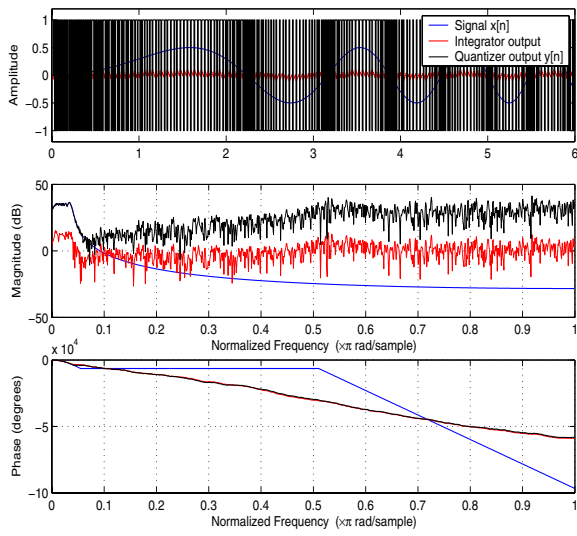 1
0.5
0
−0.5
−1
Amplitude
Signal x[n]
Integrator output
Quantizer output y[n]
0 1 2 3 4 5 6
50
0
−50
Magnitude (dB)
0 0.1 0.2 0.3 0.4 0.5 0.6 0.7 0.8 0.9 1
Normalized Frequency (×π rad/sample)
x 10⁴
0
−5
−10
Phase (degrees)
0 0.1 0.2 0.3 0.4 0.5 0.6 0.7 0.8 0.9 1
Normalized Frequency (×π rad/sample)